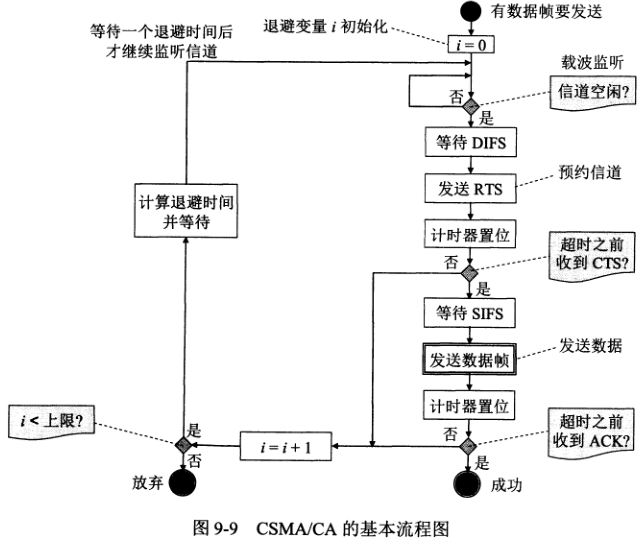 有数据帧要发送
退避变量 i 初始化
i = 0
等待一个退避时间后
才继续监听信道
载波监听
信道空闲?
否
是
等待 DIFS
发送 RTS
预约信道
计算退避时间
并等待
计时器置位
超时之前
收到 CTS?
否
是
等待 SIFS
发送数据帧
发送数据
计时器置位
i < 上限?
是
否
i = i + 1
否
是
超时之前
收到 ACK?
放弃
成功
图 9-9 CSMA/CA 的基本流程图